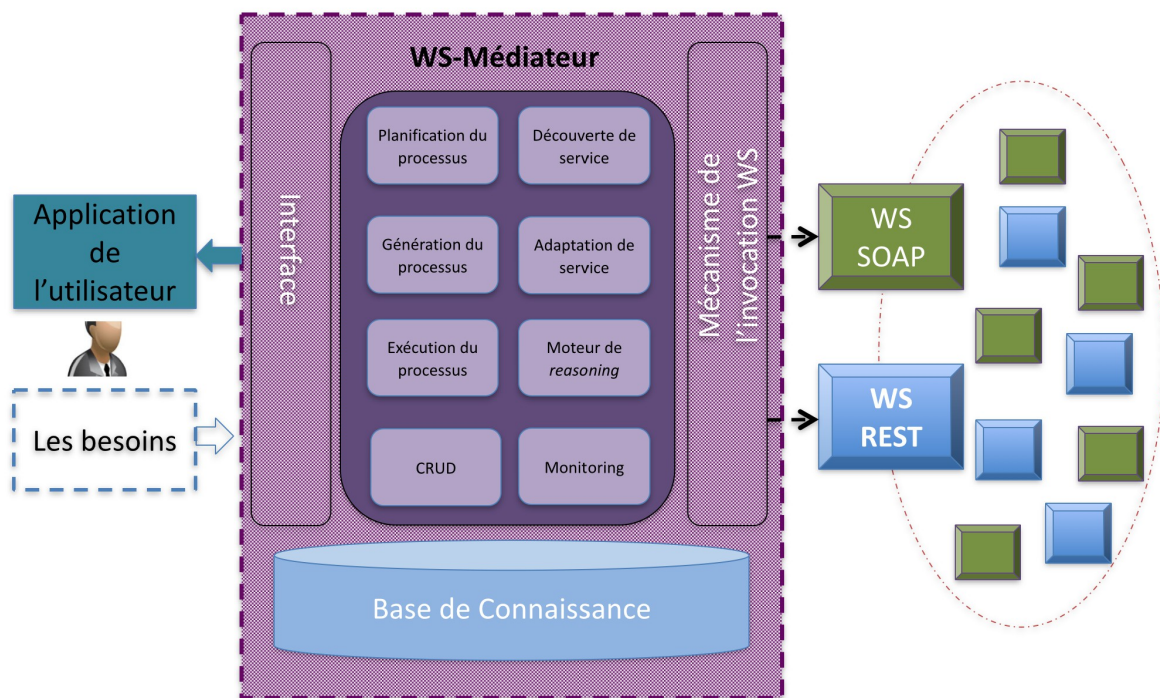 WS-Médiateur
Application
de
l'utilisateur
Les besoins
Interface
Planification du
processus
Découverte de
service
Génération du
processus
Adaptation de
service
Exécution du
processus
Moteur de
reasoning
CRUD
Monitoring
Mécanisme de
l'invocation WS
Base de Connaissance
WS
SOAP
WS
REST